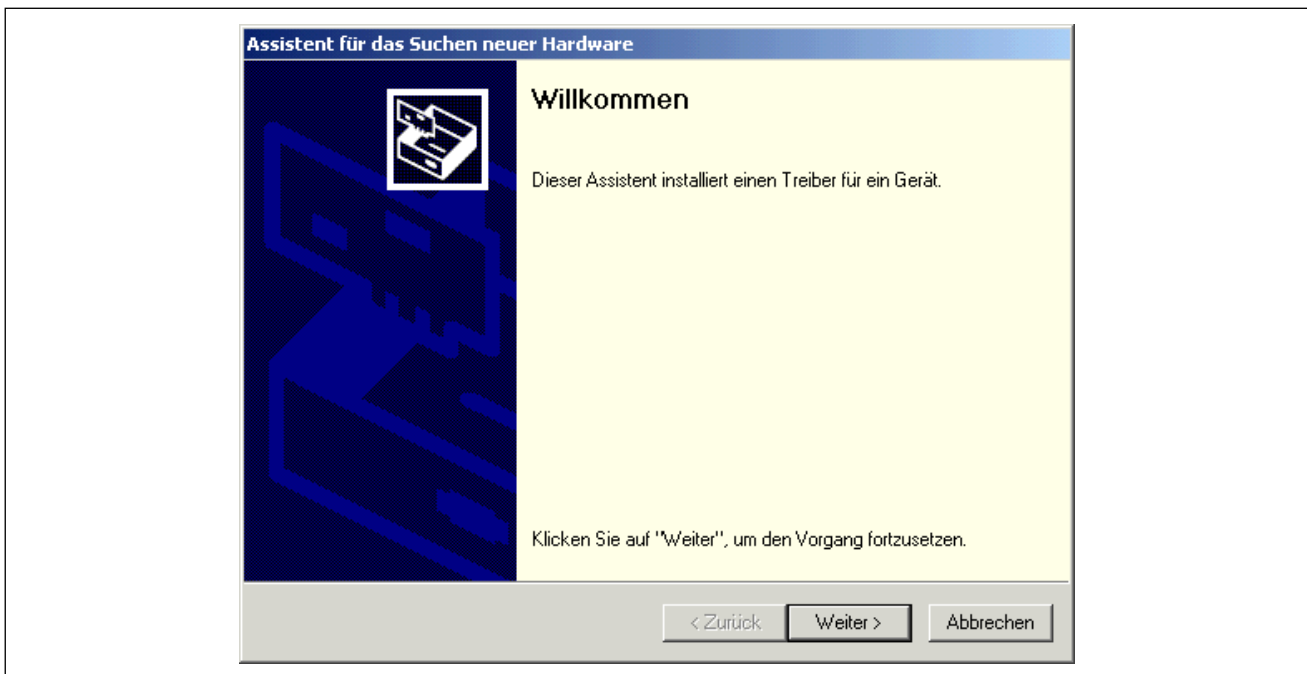 Assistent für das Suchen neuer Hardware
Willkommen
Dieser Assistent installiert einen Treiber für ein Gerät.
Klicken Sie auf "Weiter", um den Vorgang fortzusetzen.
< Zurück Weiter > Abbrechen